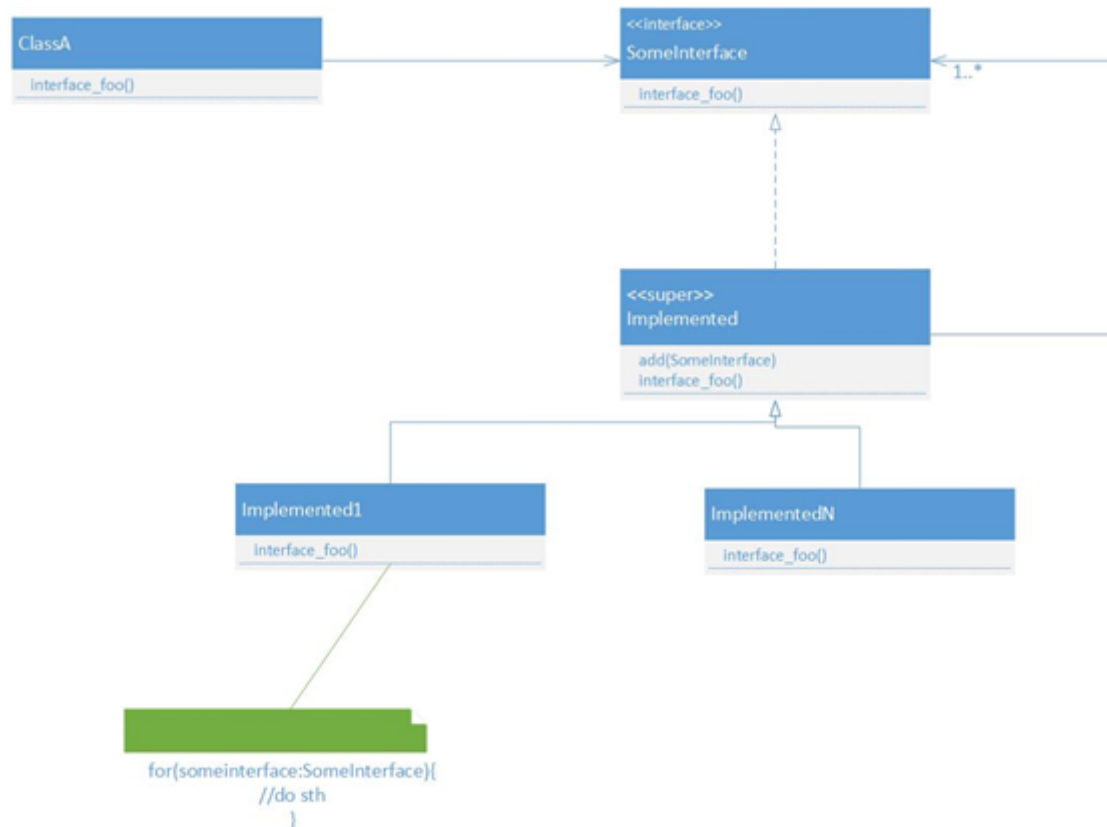 ClassA
interface_foo()
<<interface>>
SomeInterface
interface_foo()
1..*
<<super>>
Implemented
add(SomeInterface)
interface_foo()
Implemented1
interface_foo()
ImplementedN
interface_foo()
for(someinterface:SomeInterface){
//do sth
}